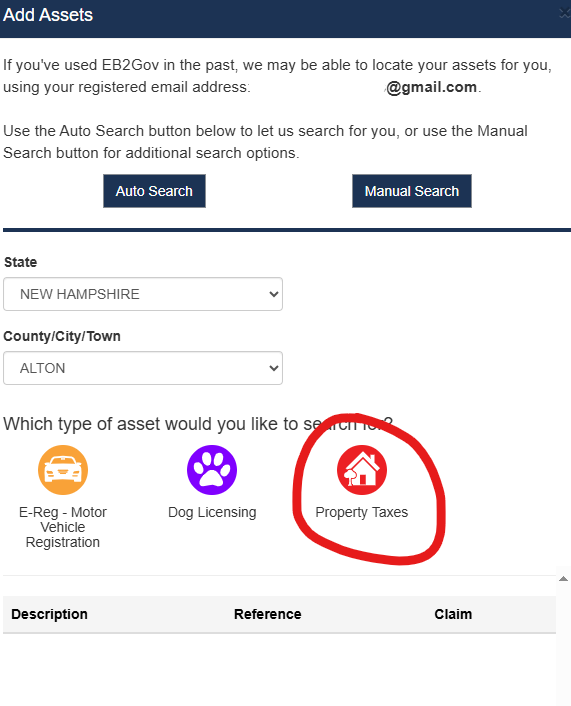 Add Assets
If you've used EB2Gov in the past, we may be able to locate your assets for you,
using your registered email address. @gmail.com.
Use the Auto Search button below to let us search for you, or use the Manual
Search button for additional search options.
Auto Search Manual Search
State
NEW HAMPSHIRE
County/City/Town
ALTON
Which type of asset would you like to search for?
E-Reg - Motor Dog Licensing Property Taxes
Vehicle
Registration
Description Reference Claim